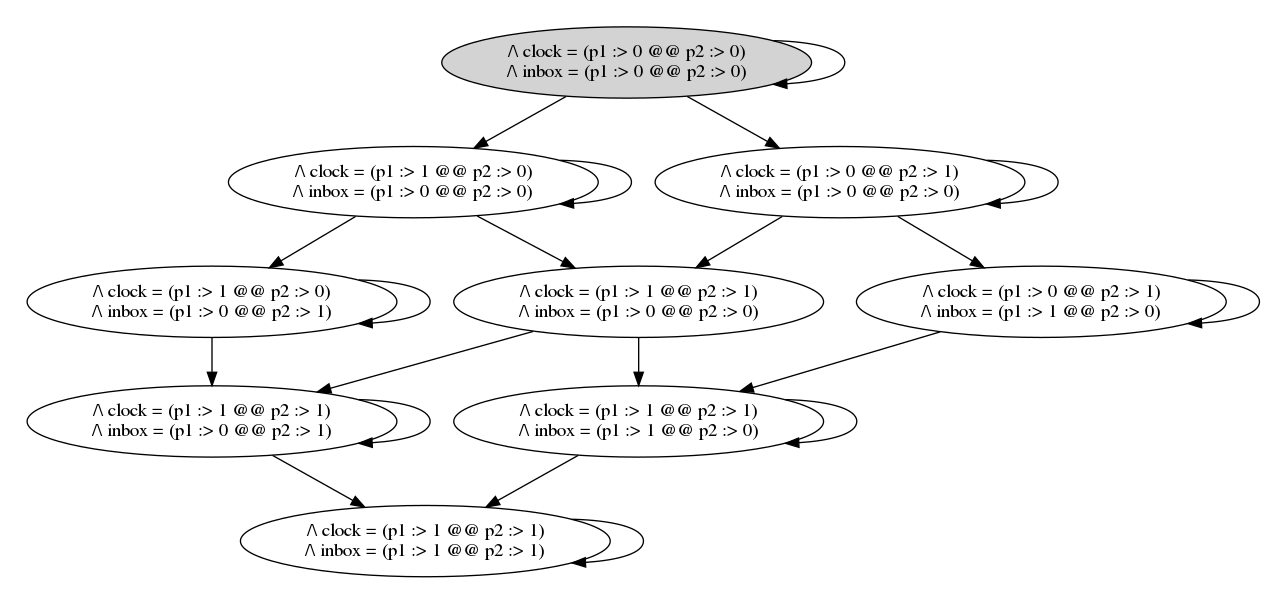 /\ clock = (p1 :> 0 @@ p2 :> 0)
/\ inbox = (p1 :> 0 @@ p2 :> 0)
/\ clock = (p1 :> 1 @@ p2 :> 0)
/\ inbox = (p1 :> 0 @@ p2 :> 0)
/\ clock = (p1 :> 0 @@ p2 :> 1)
/\ inbox = (p1 :> 0 @@ p2 :> 0)
/\ clock = (p1 :> 1 @@ p2 :> 0)
/\ inbox = (p1 :> 0 @@ p2 :> 1)
/\ clock = (p1 :> 1 @@ p2 :> 1)
/\ inbox = (p1 :> 0 @@ p2 :> 0)
/\ clock = (p1 :> 0 @@ p2 :> 1)
/\ inbox = (p1 :> 1 @@ p2 :> 0)
/\ clock = (p1 :> 1 @@ p2 :> 1)
/\ inbox = (p1 :> 0 @@ p2 :> 1)
/\ clock = (p1 :> 1 @@ p2 :> 1)
/\ inbox = (p1 :> 1 @@ p2 :> 0)
/\ clock = (p1 :> 1 @@ p2 :> 1)
/\ inbox = (p1 :> 1 @@ p2 :> 1)